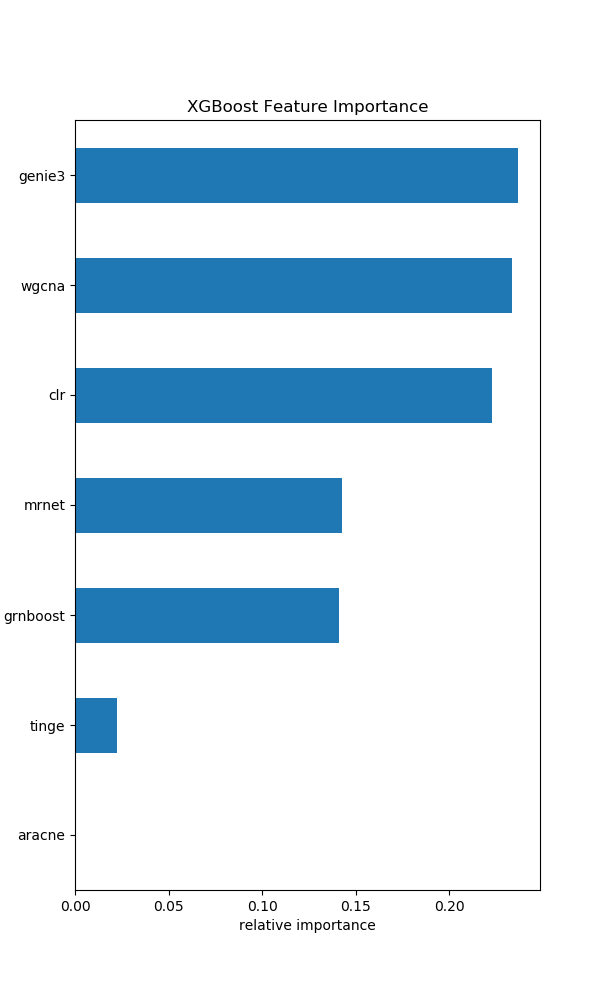 XGBoost Feature Importance
genie3
wgcna
clr
mrnet
grnboost
tinge
aracne
0.00 0.05 0.10 0.15 0.20
relative importance